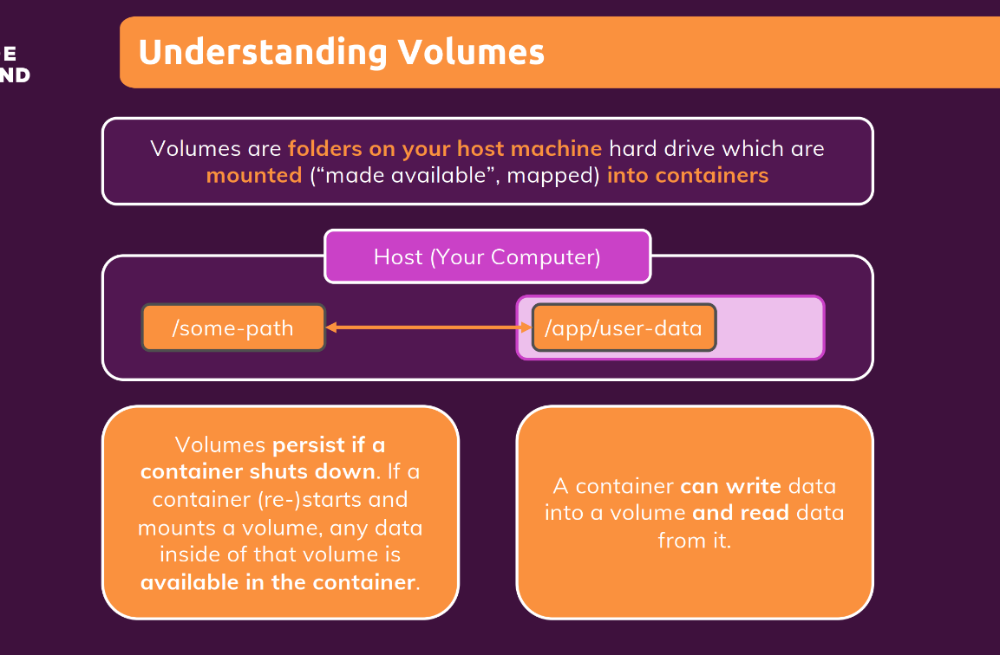 E
ND
Understanding Volumes
Volumes are folders on your host machine hard drive which are
mounted (“made available”, mapped) into containers
Host (Your Computer)
/some-path
/app/user-data
Volumes persist if a
container shuts down. If a
container (re-)starts and
mounts a volume, any data
inside of that volume is
available in the container.
A container can write data
into a volume and read data
from it.